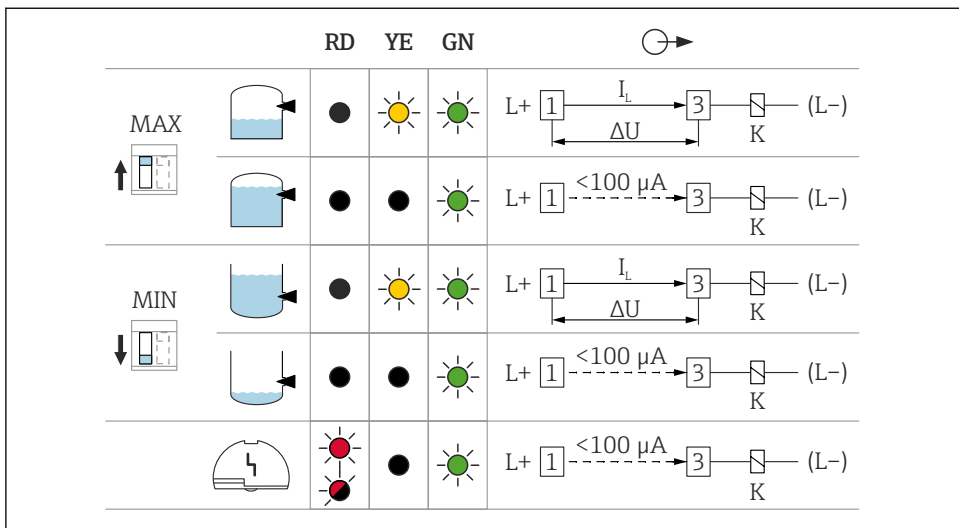 RD YE GN
MAX
L+ 1 I_L 3 (L−)
ΔU K
L+ 1 <100 µA 3 (L−)
K
MIN
L+ 1 I_L 3 (L−)
ΔU K
L+ 1 <100 µA 3 (L−)
K
L+ 1 <100 µA 3 (L−)
K